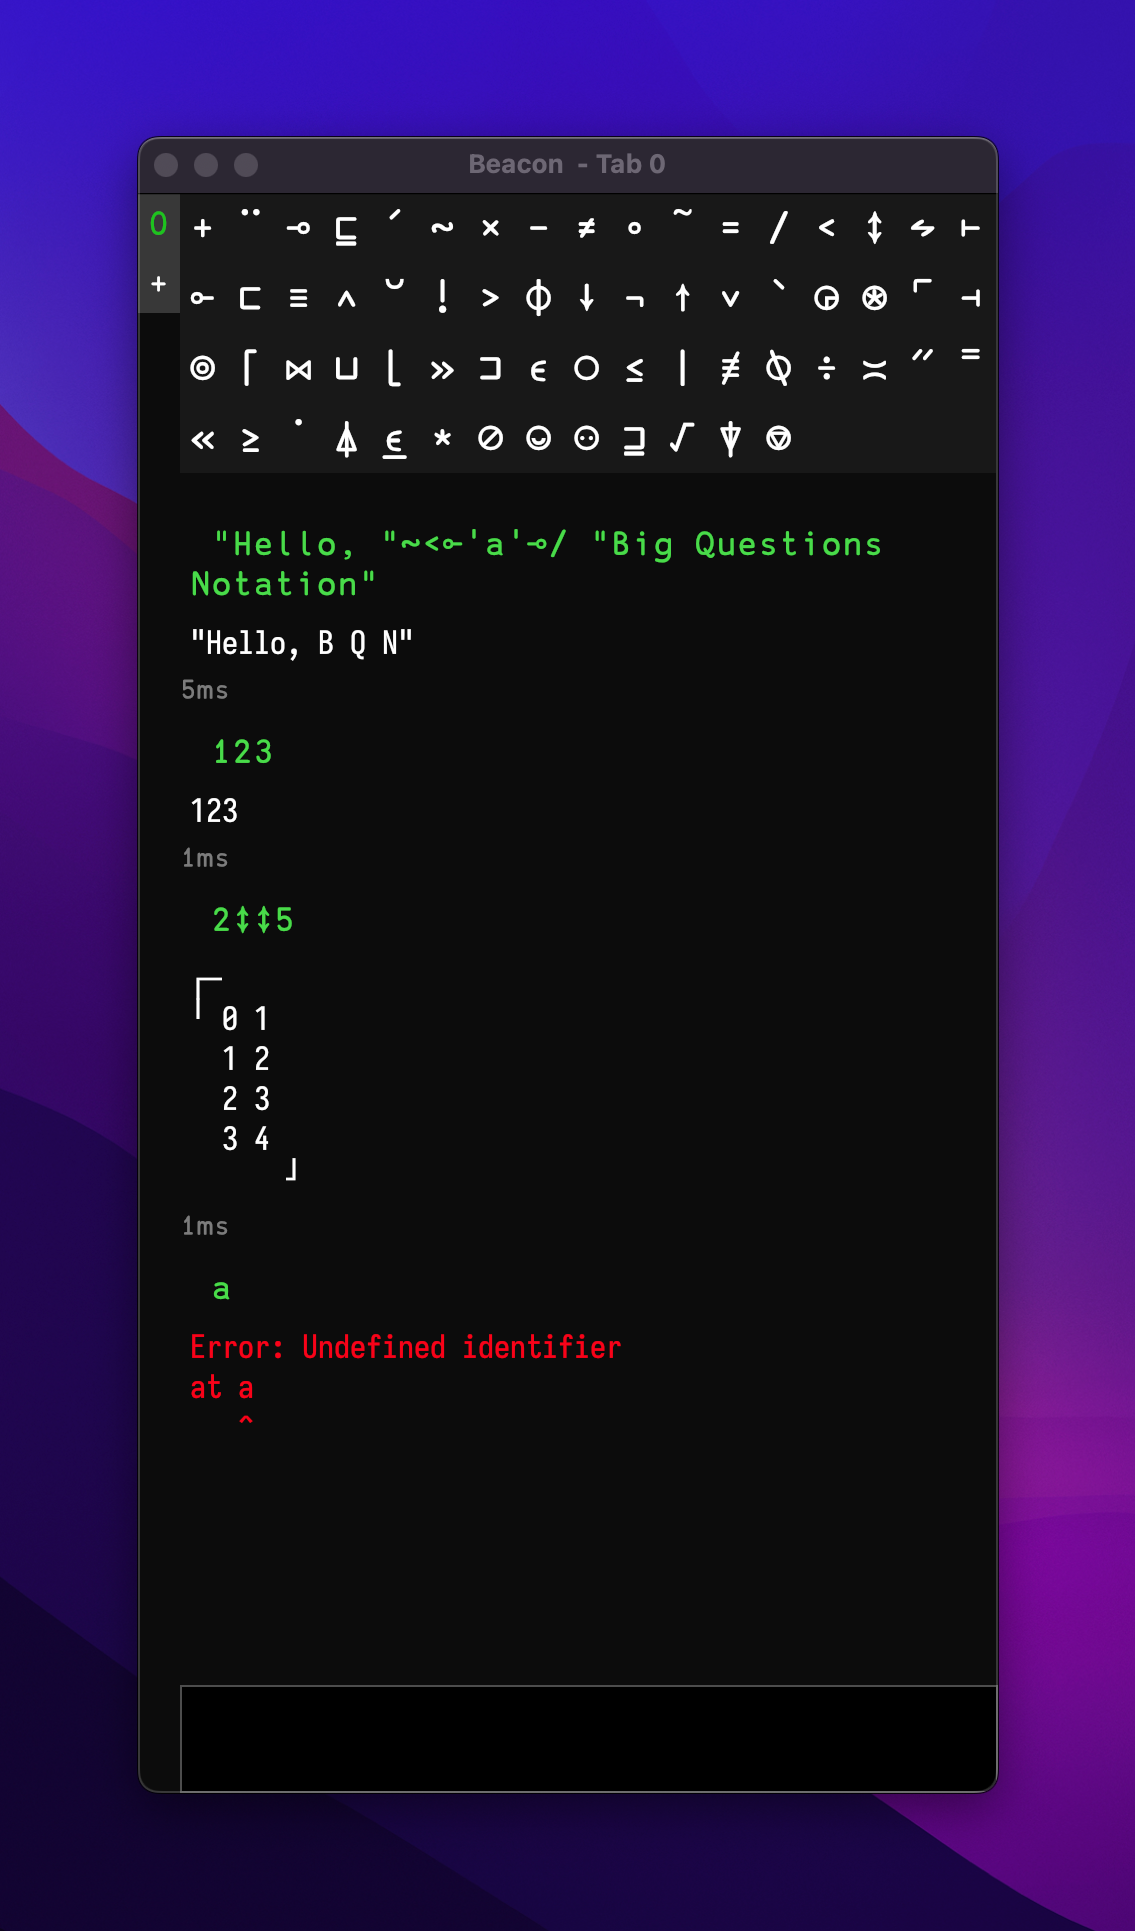 Beacon - Tab 0
0
+
+ ¨ ⊸ ⊑ ´ ∼ × - ≠ ∘ ˜ = / < ↕ ↯ ⊢
⟜ ⊏ ≡ ∧ ˘ ! > ⌽ ↓ ¬ ↑ ∨ ` ◶ ⍟ ⌜ ⊣
⌾ ⌈ ⋈ ⊔ ⌊ » ⊐ ∊ ○ ≤ | ≢ ⍉ ÷ ≍ ˝ ⁼
« ≥ ˙ ⍋ ⍷ ⋆ ⊘ ⍢ ⚇ ⊒ √ ⍒ ⎊
"Hello, "∾<⟜'a'⊸/ "Big Questions
Notation"
"Hello, B Q N"
5ms
123
123
1ms
2↕↕5
┌─
╵ 0 1
1 2
2 3
3 4
┘
1ms
a
Error: Undefined identifier
at a
^